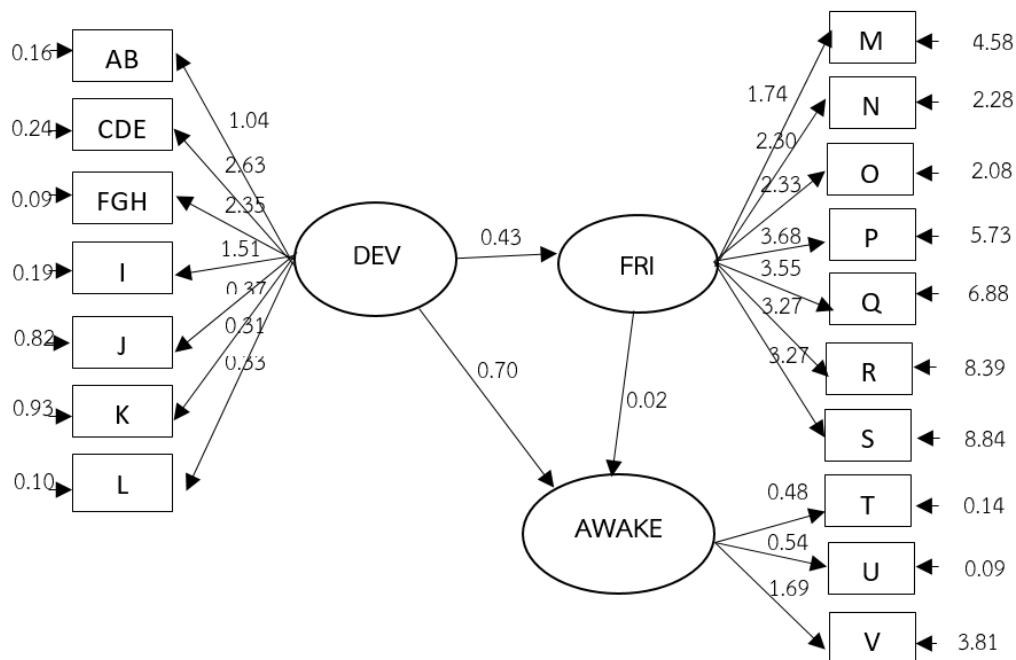 0.16
AB
0.24
CDE
0.09
FGH
0.19
I
0.82
J
0.93
K
0.10
L
1.04
2.63
2.35
1.51
0.37
0.31
0.33
DEV
0.43
FRI
0.70
0.02
AWAKE
1.74
2.30
2.33
3.68
3.55
3.27
3.27
M
4.58
N
2.28
O
2.08
P
5.73
Q
6.88
R
8.39
S
8.84
0.48
0.54
1.69
T
0.14
U
0.09
V
3.81